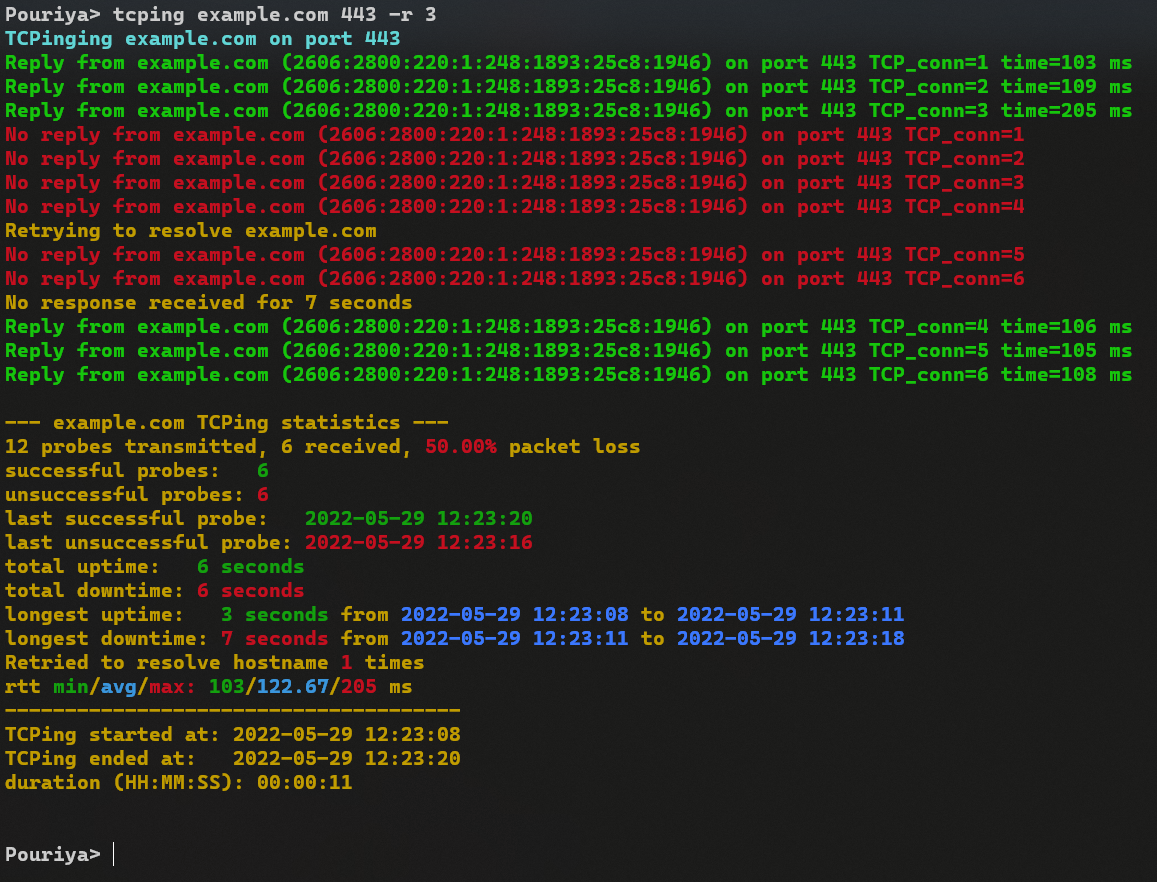 Pouriya> tcping example.com 443 -r 3
TCPinging example.com on port 443
Reply from example.com (2606:2800:220:1:248:1893:25c8:1946) on port 443 TCP_conn=1 time=103 ms
Reply from example.com (2606:2800:220:1:248:1893:25c8:1946) on port 443 TCP_conn=2 time=109 ms
Reply from example.com (2606:2800:220:1:248:1893:25c8:1946) on port 443 TCP_conn=3 time=205 ms
No reply from example.com (2606:2800:220:1:248:1893:25c8:1946) on port 443 TCP_conn=1
No reply from example.com (2606:2800:220:1:248:1893:25c8:1946) on port 443 TCP_conn=2
No reply from example.com (2606:2800:220:1:248:1893:25c8:1946) on port 443 TCP_conn=3
No reply from example.com (2606:2800:220:1:248:1893:25c8:1946) on port 443 TCP_conn=4
Retrying to resolve example.com
No reply from example.com (2606:2800:220:1:248:1893:25c8:1946) on port 443 TCP_conn=5
No reply from example.com (2606:2800:220:1:248:1893:25c8:1946) on port 443 TCP_conn=6
No response received for 7 seconds
Reply from example.com (2606:2800:220:1:248:1893:25c8:1946) on port 443 TCP_conn=4 time=106 ms
Reply from example.com (2606:2800:220:1:248:1893:25c8:1946) on port 443 TCP_conn=5 time=105 ms
Reply from example.com (2606:2800:220:1:248:1893:25c8:1946) on port 443 TCP_conn=6 time=108 ms
--- example.com TCPing statistics ---
12 probes transmitted, 6 received, 50.00% packet loss
successful probes:   6
unsuccessful probes: 6
last successful probe:   2022-05-29 12:23:20
last unsuccessful probe: 2022-05-29 12:23:16
total uptime:   6 seconds
total downtime: 6 seconds
longest uptime:   3 seconds from 2022-05-29 12:23:08 to 2022-05-29 12:23:11
longest downtime: 7 seconds from 2022-05-29 12:23:11 to 2022-05-29 12:23:18
Retried to resolve hostname 1 times
rtt min/avg/max: 103/122.67/205 ms
--------------------------------------
TCPing started at: 2022-05-29 12:23:08
TCPing ended at:   2022-05-29 12:23:20
duration (HH:MM:SS): 00:00:11
Pouriya>